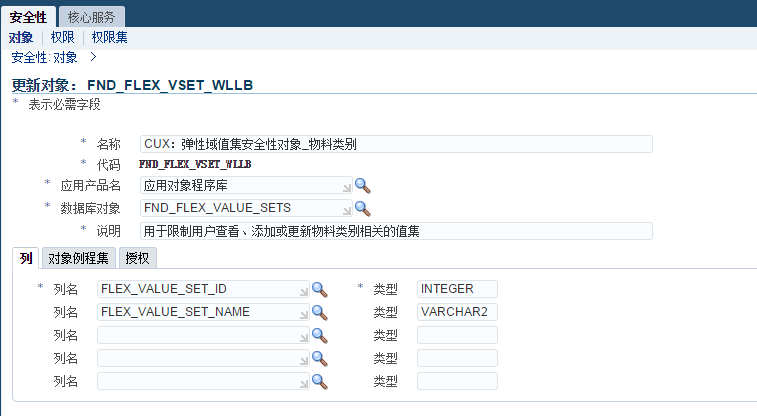 安全性 核心服务
对象 权限 权限集
安全性: 对象 >
更新对象: FND_FLEX_VSET_WLLB
* 表示必需字段
* 名称 CUX: 弹性域值集安全性对象_物料类别
* 代码 FND_FLEX_VSET_WLLB
* 应用产品名 应用对象程序库
* 数据库对象 FND_FLEX_VALUE_SETS
* 说明 用于限制用户查看、添加或更新物料类别相关的值集
列 对象例程集 授权
* 列名 FLEX_VALUE_SET_ID * 类型 INTEGER
列名 FLEX_VALUE_SET_NAME 类型 VARCHAR2
列名 类型
列名 类型
列名 类型